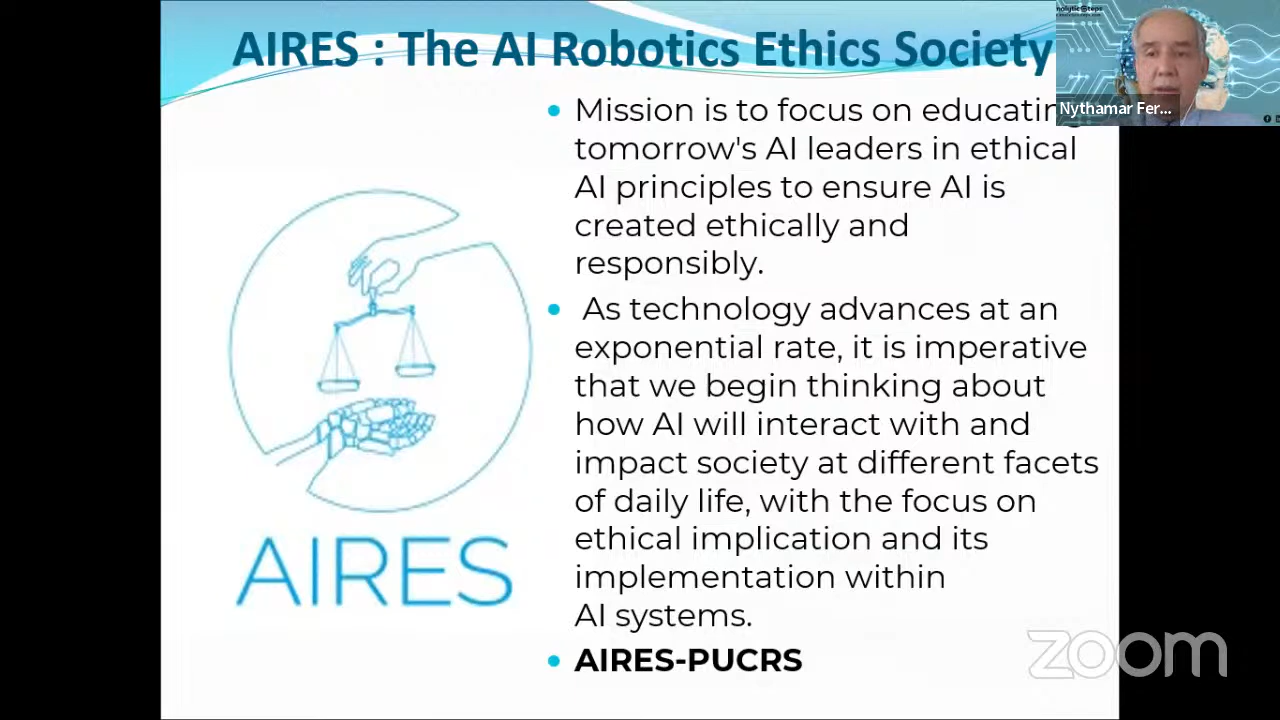 AIRES : The AI Robotics Ethics Society
Nythamar Fer...
Mission is to focus on educating
tomorrow's AI leaders in ethical
AI principles to ensure AI is
created ethically and
responsibly.
As technology advances at an
exponential rate, it is imperative
that we begin thinking about
how AI will interact with and
impact society at different facets
of daily life, with the focus on
ethical implication and its
implementation within
AI systems.
AIRES-PUCRS
AIRES
zoom